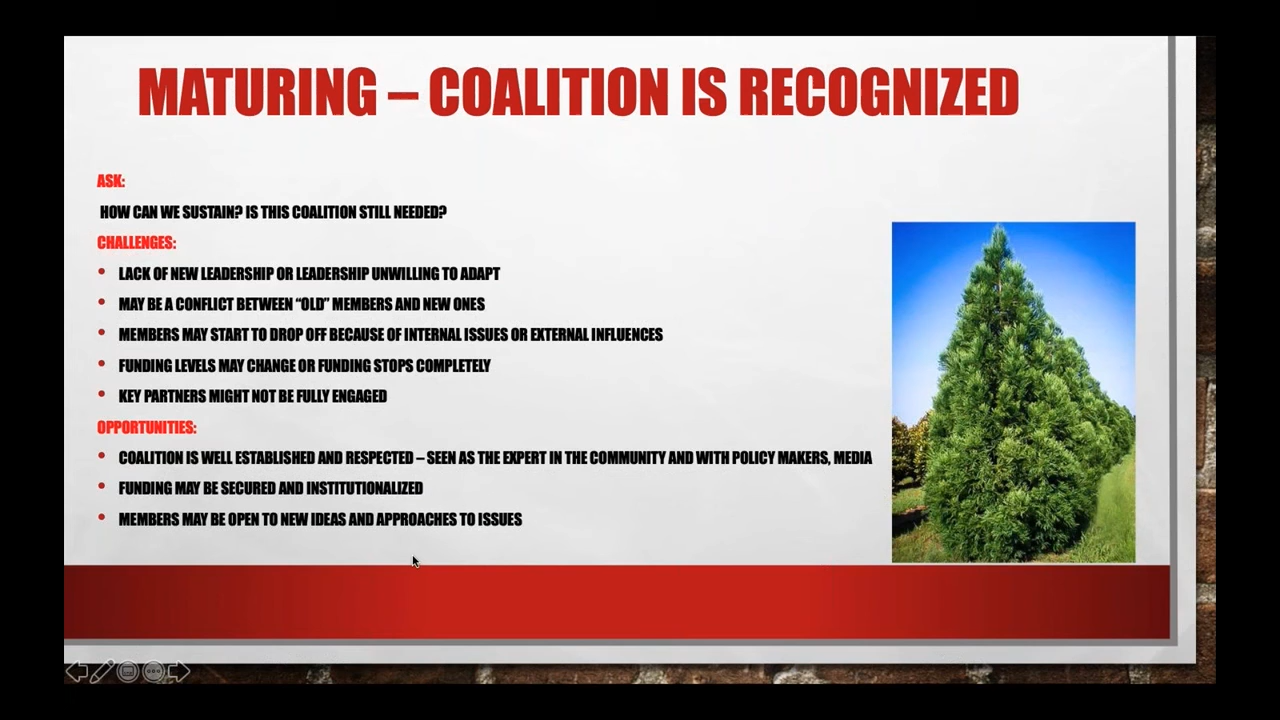 MATURING – COALITION IS RECOGNIZED
ASK:
HOW CAN WE SUSTAIN? IS THIS COALITION STILL NEEDED?
CHALLENGES:
• LACK OF NEW LEADERSHIP OR LEADERSHIP UNWILLING TO ADAPT
• MAY BE A CONFLICT BETWEEN “OLD” MEMBERS AND NEW ONES
• MEMBERS MAY START TO DROP OFF BECAUSE OF INTERNAL ISSUES OR EXTERNAL INFLUENCES
• FUNDING LEVELS MAY CHANGE OR FUNDING STOPS COMPLETELY
• KEY PARTNERS MIGHT NOT BE FULLY ENGAGED
OPPORTUNITIES:
• COALITION IS WELL ESTABLISHED AND RESPECTED – SEEN AS THE EXPERT IN THE COMMUNITY AND WITH POLICY MAKERS, MEDIA
• FUNDING MAY BE SECURED AND INSTITUTIONALIZED
• MEMBERS MAY BE OPEN TO NEW IDEAS AND APPROACHES TO ISSUES